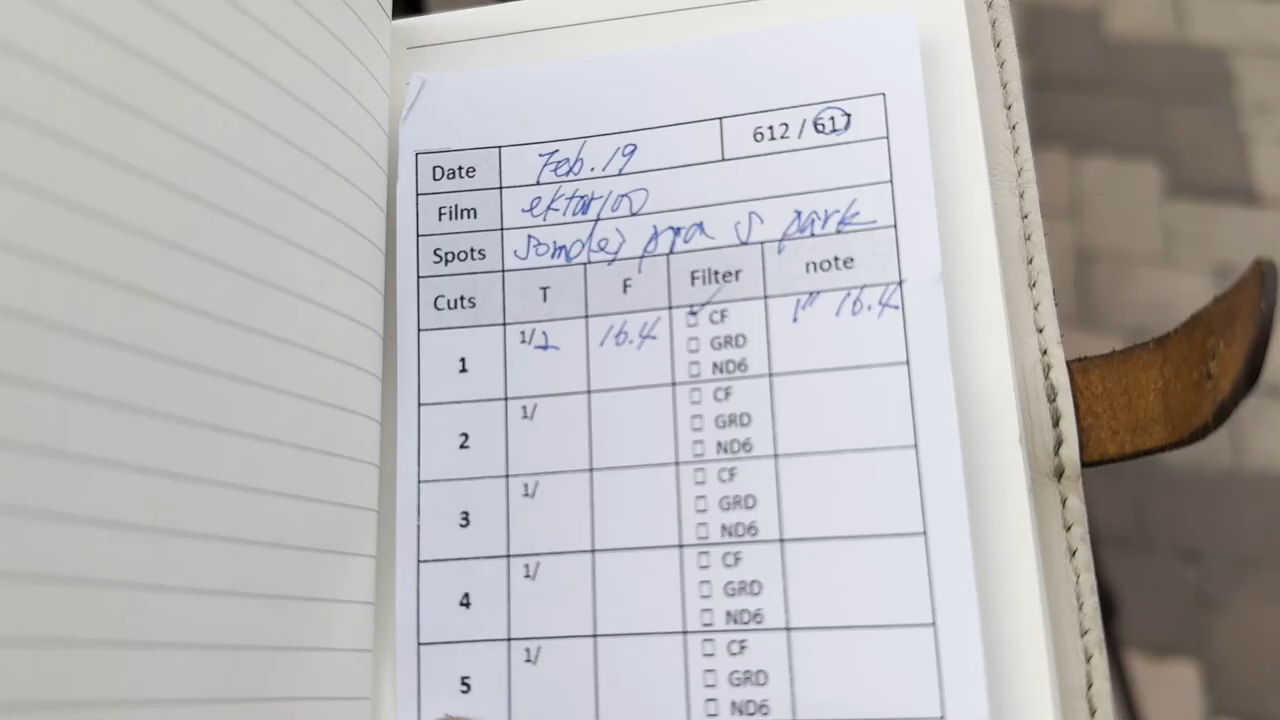 612 / 617
Date Feb. 19
Film ektar100
Spots park
Cuts T F Filter note
1 1/2 16.4 CF 1" 16.4
GRD
ND6
2 1/ CF
GRD
ND6
3 1/ CF
GRD
ND6
4 1/ CF
GRD
ND6
5 1/ CF
GRD
ND6